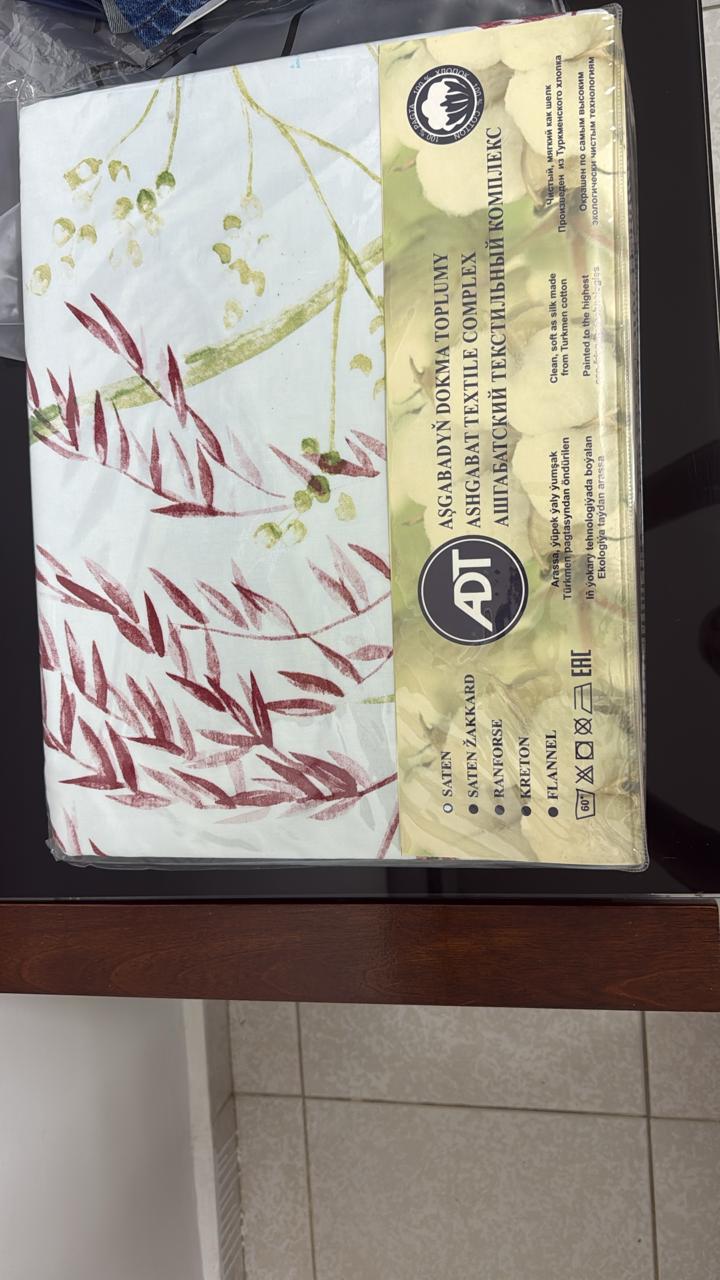 100% PAGTA 100% ХЛОПОК 100% COTTON
AŞGABADYŇ DOKMA TOPLUMY
ASHGABAT TEXTILE COMPLEX
АШГАБАТСКИЙ ТЕКСТИЛЬНЫЙ КОМПЛЕКС
ADT
SATEN
SATEN ŽAKKARD
RANFORSE
KRETON
FLANNEL
60°
EAC
Arassa, ýüpek ýaly ýumşak
Türkmen pagtasyndan öndürilen
Iň ýokary tehnologiýada boýalan
Ekologiýa taýdan arassa
Clean, soft as silk made
from Turkmen cotton
Painted to the highest
Чистый, мягкий как шелк
Произведен из Туркменского хлопка
Окрашен по самым высоким
экологически чистым технологиям